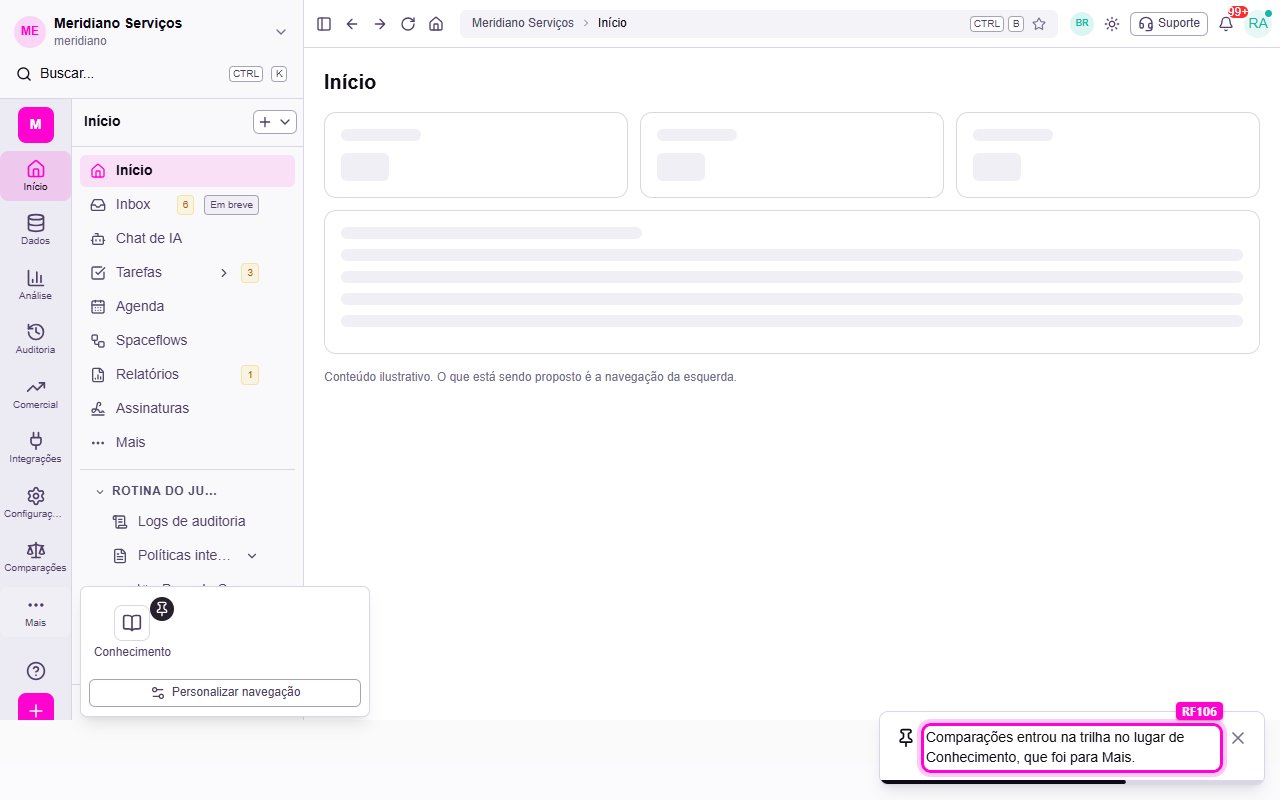 ME
Meridiano Serviços
meridiano
Buscar...
CTRL
K
M
Início
Dados
Análise
Auditoria
Comercial
Integrações
Configuraç...
Comparações
Mais
Início
Início
Inbox
6
Em breve
Chat de IA
Tarefas
3
Agenda
Spaceflows
Relatórios
1
Assinaturas
Mais
ROTINA DO JU...
Logs de auditoria
Políticas inte...
Conhecimento
Personalizar navegação
Meridiano Serviços
Início
CTRL
B
BR
Suporte
99+
RA
Início
Conteúdo ilustrativo. O que está sendo proposto é a navegação da esquerda.
RF106
Comparações entrou na trilha no lugar de
Conhecimento, que foi para Mais.